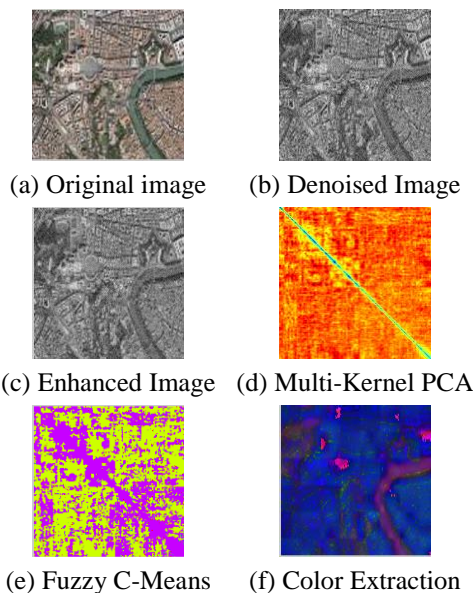 (a) Original image (b) Denoised Image
(c) Enhanced Image (d) Multi-Kernel PCA
(e) Fuzzy C-Means (f) Color Extraction